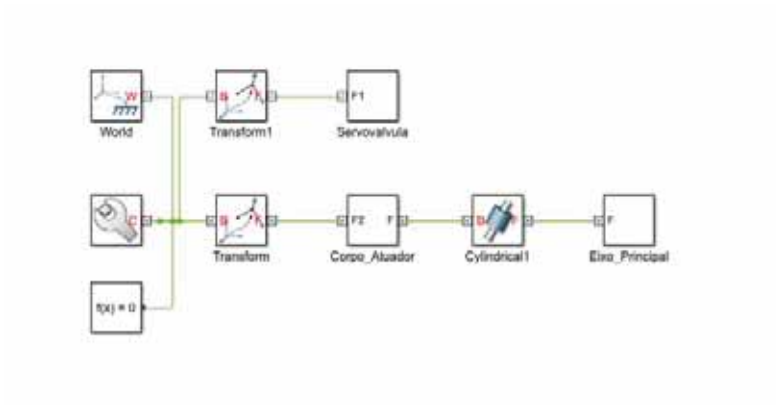 W
World
B F
Transform1
F1
Servovalvula
C
B F
Transform
F2 F
Corpo_Atuador
B F
Cylindrical1
F
Eixo_Principal
f(x) = 0